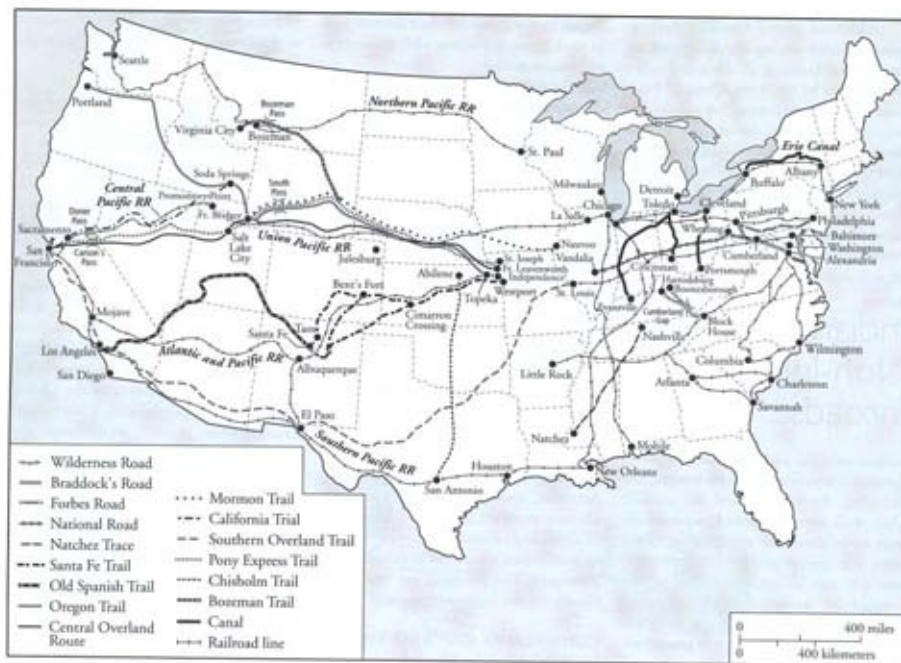 Seattle
Portland
Bozeman
Pass
Northern Pacific RR
Virginia City
Bozeman
St. Paul
Erie Canal
Soda Springs
Central
Pacific RR
Promontory Point
South
Pass
Milwaukee
Detroit
Buffalo
Albany
Sacramento
Donner
Pass
Ft. Bridger
La Salle
Chicago
Toledo
Cleveland
Pittsburgh
New York
San
Francisco
Carson's
Pass
Salt
Lake
City
Union Pacific RR
Julesburg
Nauvoo
Vandalia
Wheeling
Philadelphia
Baltimore
Washington
Alexandria
St. Joseph
Ft. Leavenworth
Independence
Westport
Abilene
Topeka
St. Louis
Cincinnati
Portsmouth
Cumberland
Bent's Fort
Cimarron
Crossing
Evansville
Harrodsburg
Boonesborough
Cumberland
Gap
Block
House
Mojave
Santa Fe
Taos
Nashville
Los Angeles
Atlantic and Pacific RR
Albuquerque
Little Rock
Columbia
Wilmington
San Diego
Atlanta
Charleston
Savannah
El Paso
Southern Pacific RR
Natchez
Mobile
Houston
San Antonio
New Orleans
Wilderness Road
Braddock's Road
Forbes Road
National Road
Natchez Trace
Santa Fe Trail
Old Spanish Trail
Oregon Trail
Central Overland
Route
Mormon Trail
California Trial
Southern Overland Trail
Pony Express Trail
Chisholm Trail
Bozeman Trail
Canal
Railroad line
0 400 miles
0 400 kilometers